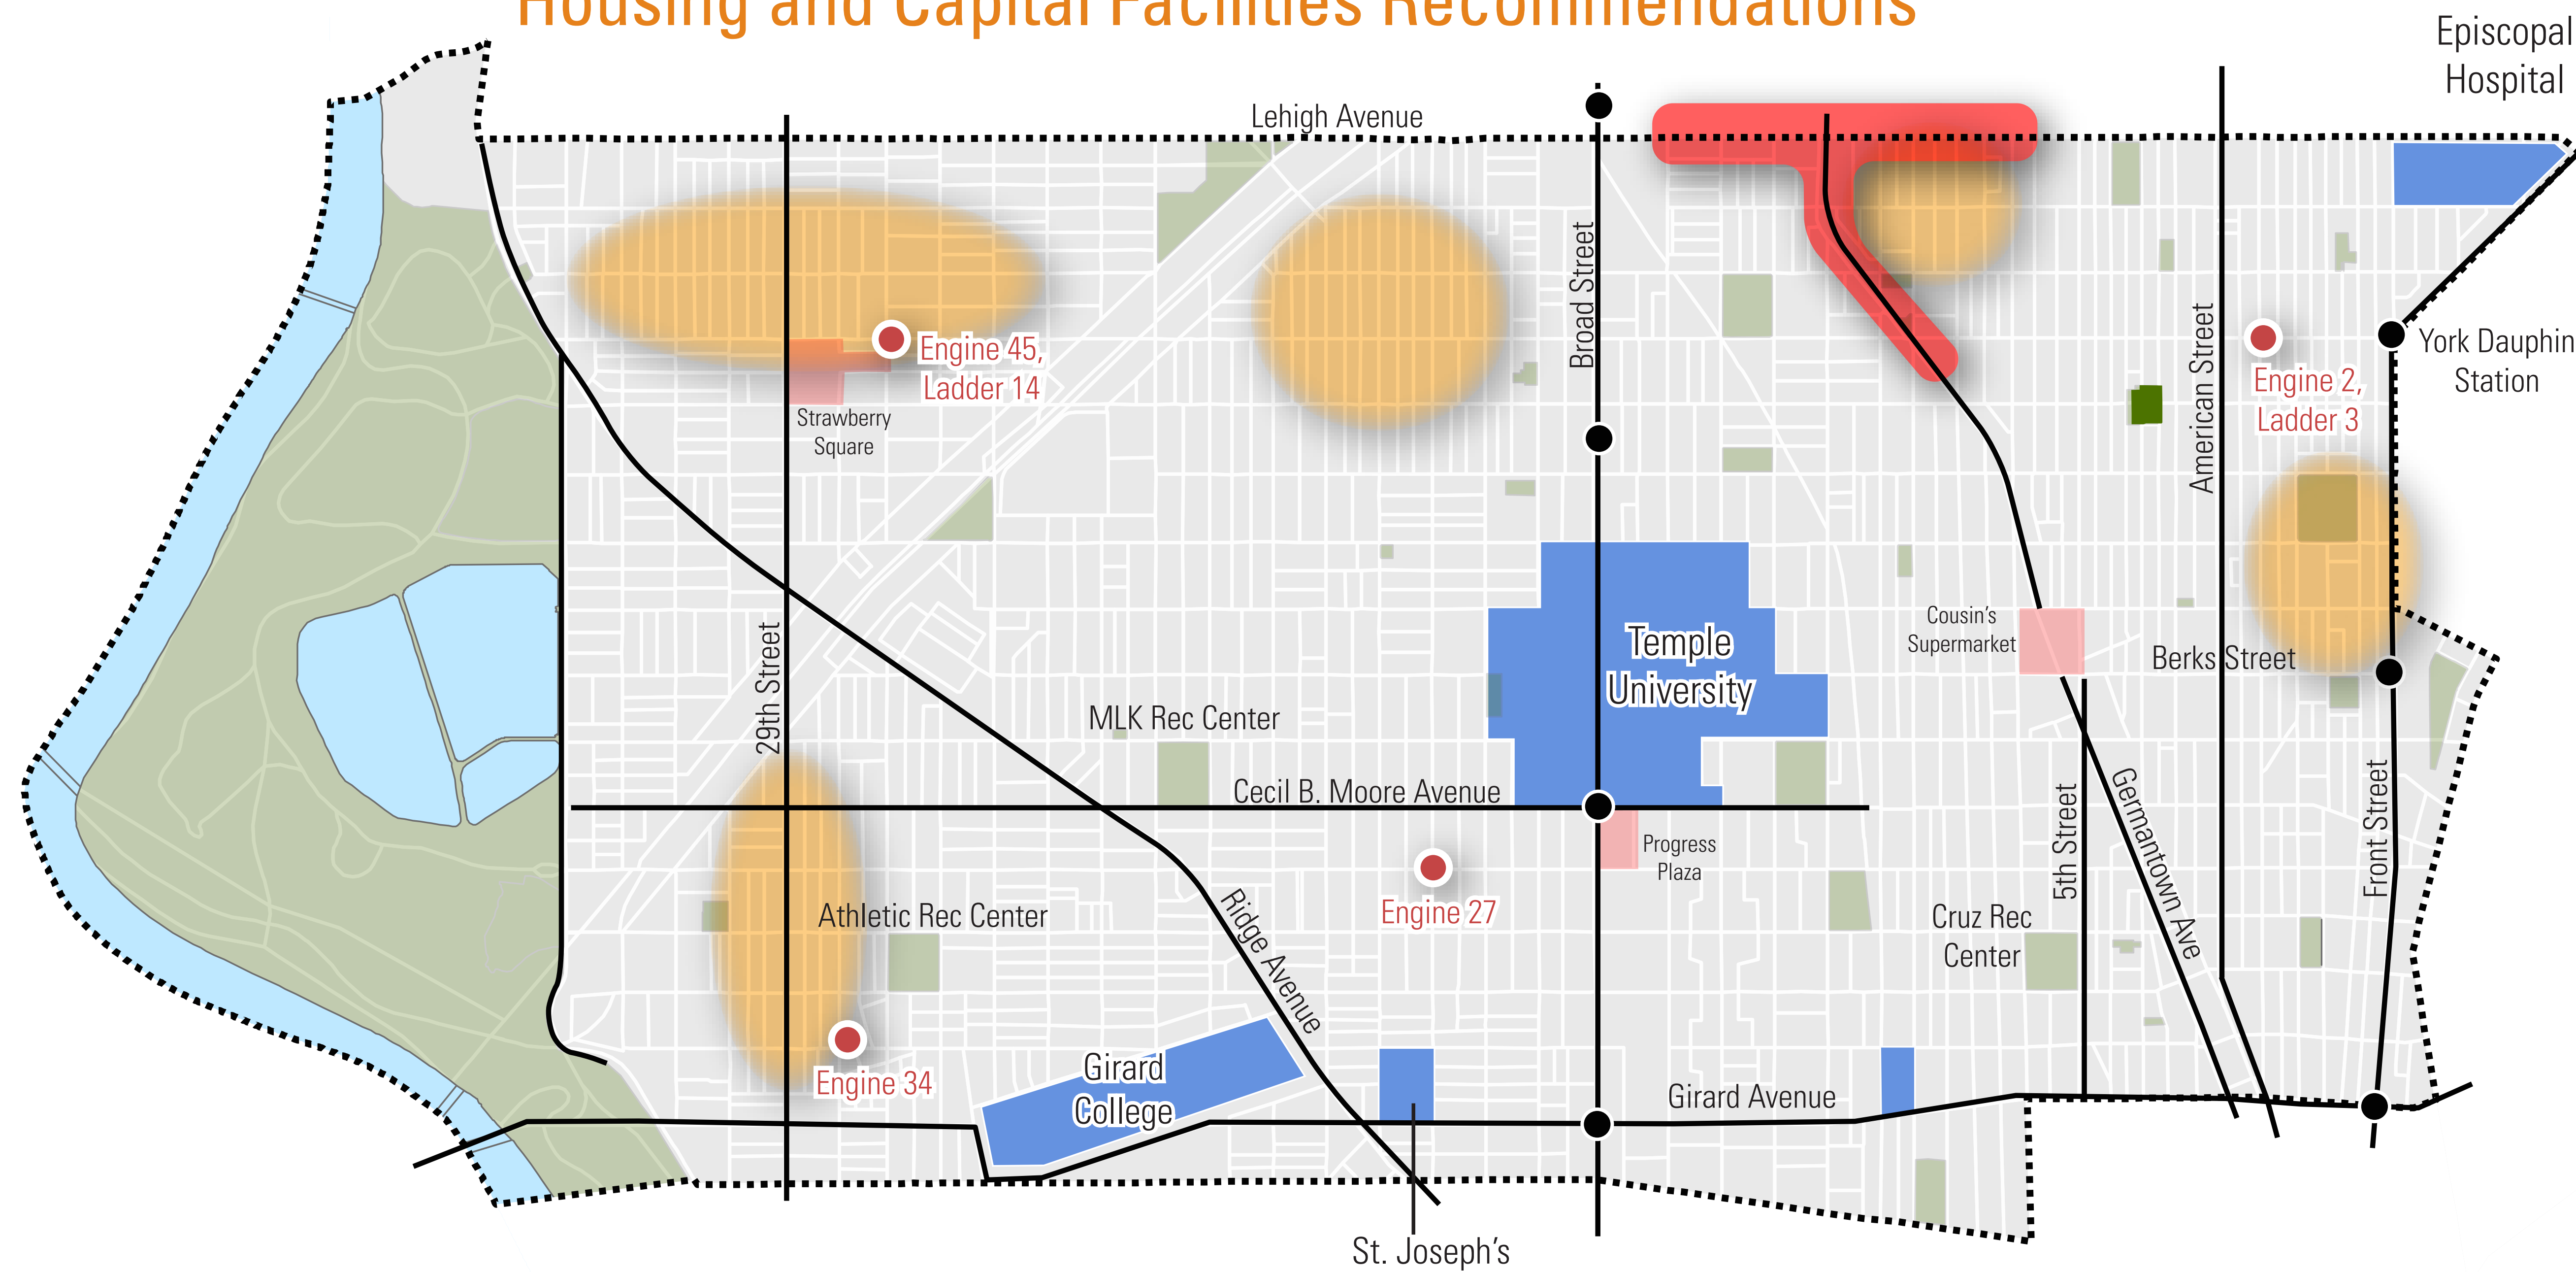 Housing and Capital Facilities Recommendations
Episcopal
Hospital
Lehigh Avenue
Broad Street
American Street
Engine 45,
Ladder 14
Strawberry
Square
York Dauphin
Station
Engine 2,
Ladder 3
29th Street
Temple
University
Cousin's
Supermarket
Berks Street
MLK Rec Center
Cecil B. Moore Avenue
Progress
Plaza
5th Street
Germantown Ave
Front Street
Engine 27
Athletic Rec Center
Ridge Avenue
Cruz Rec
Center
Engine 34
Girard
College
Girard Avenue
St. Joseph's